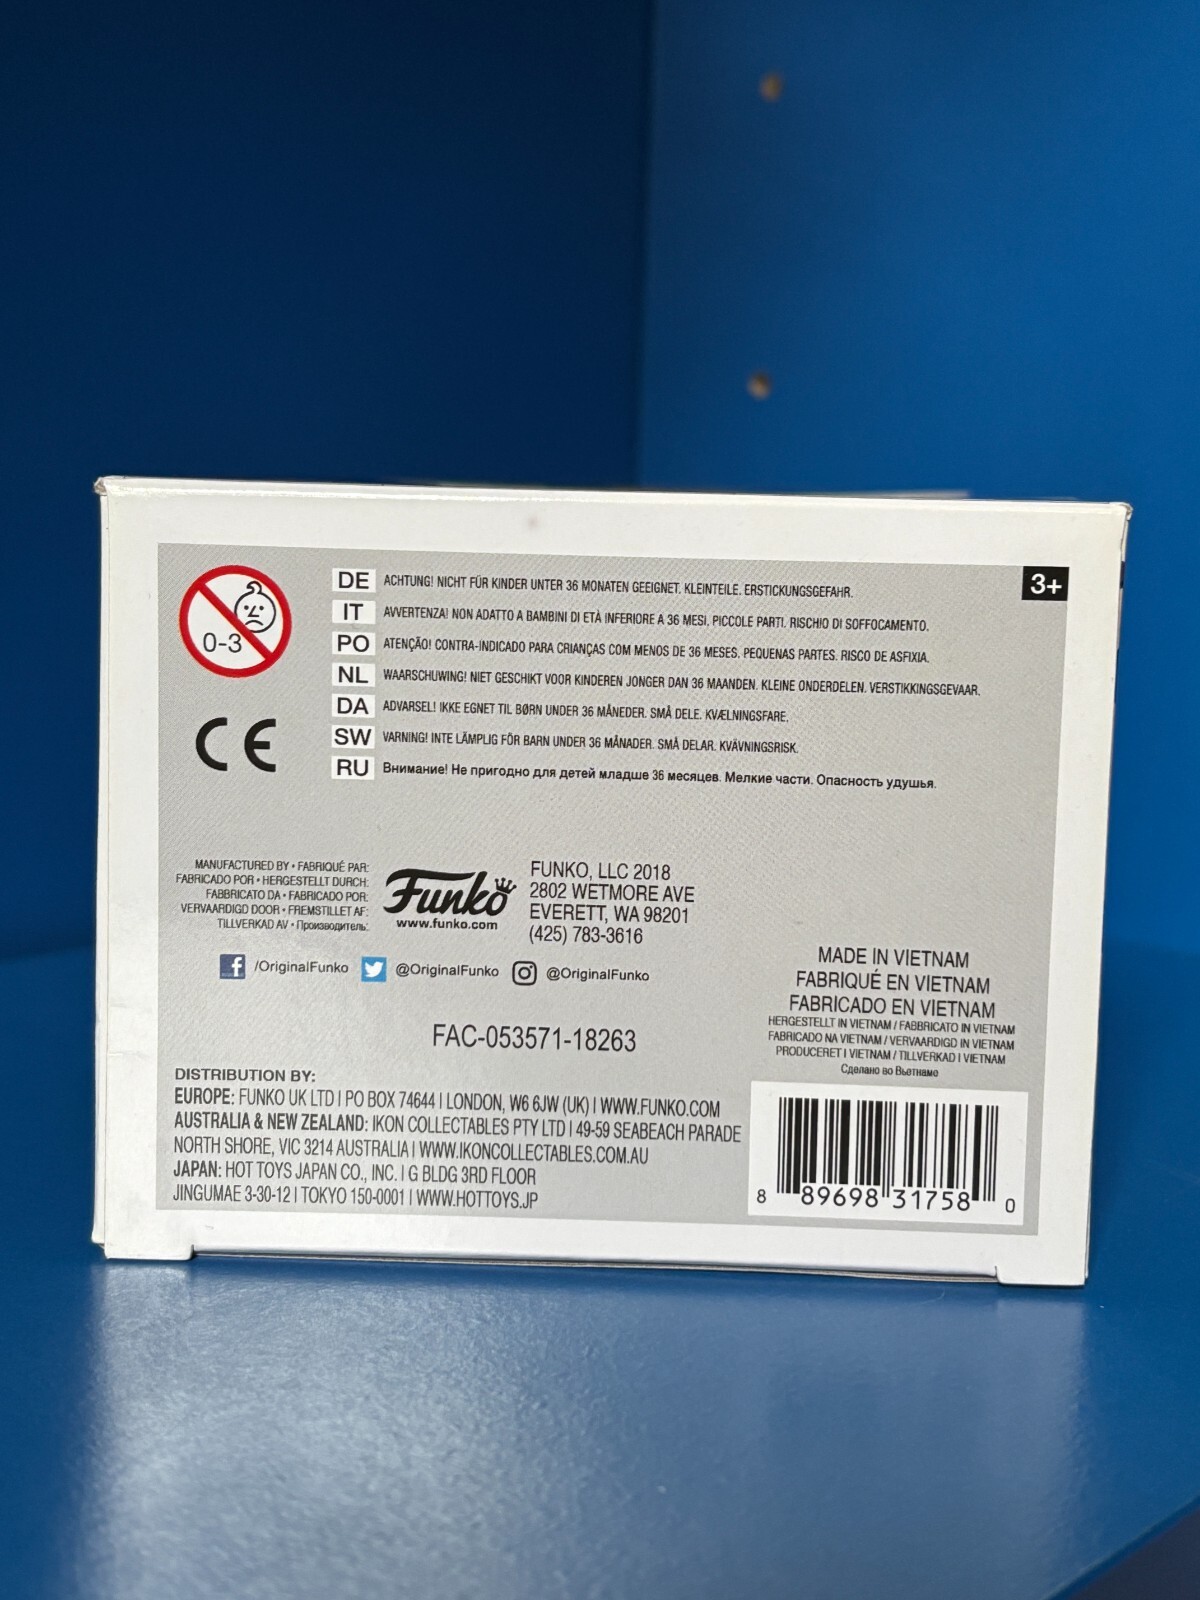 0-3
3+
DE ACHTUNG! NICHT FÜR KINDER UNTER 36 MONATEN GEEIGNET. KLEINTEILE. ERSTICKUNGSGEFAHR.
IT AVVERTENZA! NON ADATTO A BAMBINI DI ETÀ INFERIORE A 36 MESI. PICCOLE PARTI. RISCHIO DI SOFFOCAMENTO.
PO ATENÇÃO! CONTRA-INDICADO PARA CRIANÇAS COM MENOS DE 36 MESES. PEQUENAS PARTES. RISCO DE ASFIXIA.
NL WAARSCHUWING! NIET GESCHIKT VOOR KINDEREN JONGER DAN 36 MAANDEN. KLEINE ONDERDELEN. VERSTIKKINGSGEVAAR.
DA ADVARSEL! IKKE EGNET TIL BØRN UNDER 36 MÅNEDER. SMÅ DELE. KVÆLNINGSFARE.
SW VARNING! INTE LÄMPLIG FÖR BARN UNDER 36 MÅNADER. SMÅ DELAR. KVÄVNINGSRISK.
RU Внимание! Не пригодно для детей младше 36 месяцев. Мелкие части. Опасность удушья.
CE
MANUFACTURED BY • FABRIQUÉ PAR:
FABRICADO POR • HERGESTELLT DURCH:
FABBRICATO DA • FABRICADO POR:
VERVAARDIGD DOOR • FREMSTILLET AF:
TILLVERKAD AV • Производитель:
Funko
www.funko.com
FUNKO, LLC 2018
2802 WETMORE AVE
EVERETT, WA 98201
(425) 783-3616
/OriginalFunko @OriginalFunko @OriginalFunko
MADE IN VIETNAM
FABRIQUÉ EN VIETNAM
FABRICADO EN VIETNAM
HERGESTELLT IN VIETNAM / FABBRICATO IN VIETNAM
FABRICADO NA VIETNAM / VERVAARDIGD IN VIETNAM
PRODUCERET I VIETNAM / TILLVERKAD I VIETNAM
Сделано во Вьетнаме
FAC-053571-18263
DISTRIBUTION BY:
EUROPE: FUNKO UK LTD | PO BOX 74644 | LONDON, W6 6JW (UK) | WWW.FUNKO.COM
AUSTRALIA & NEW ZEALAND: IKON COLLECTABLES PTY LTD | 49-59 SEABEACH PARADE
NORTH SHORE, VIC 3214 AUSTRALIA | WWW.IKONCOLLECTABLES.COM.AU
JAPAN: HOT TOYS JAPAN CO., INC. | G BLDG 3RD FLOOR
JINGUMAE 3-30-12 | TOKYO 150-0001 | WWW.HOTTOYS.JP
8 89698 31758 0